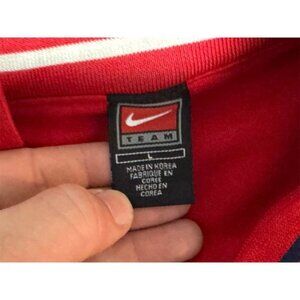 TEAM
L
MADE IN KOREA
FABRIQUE EN
COREE
HECHO EN
COREA